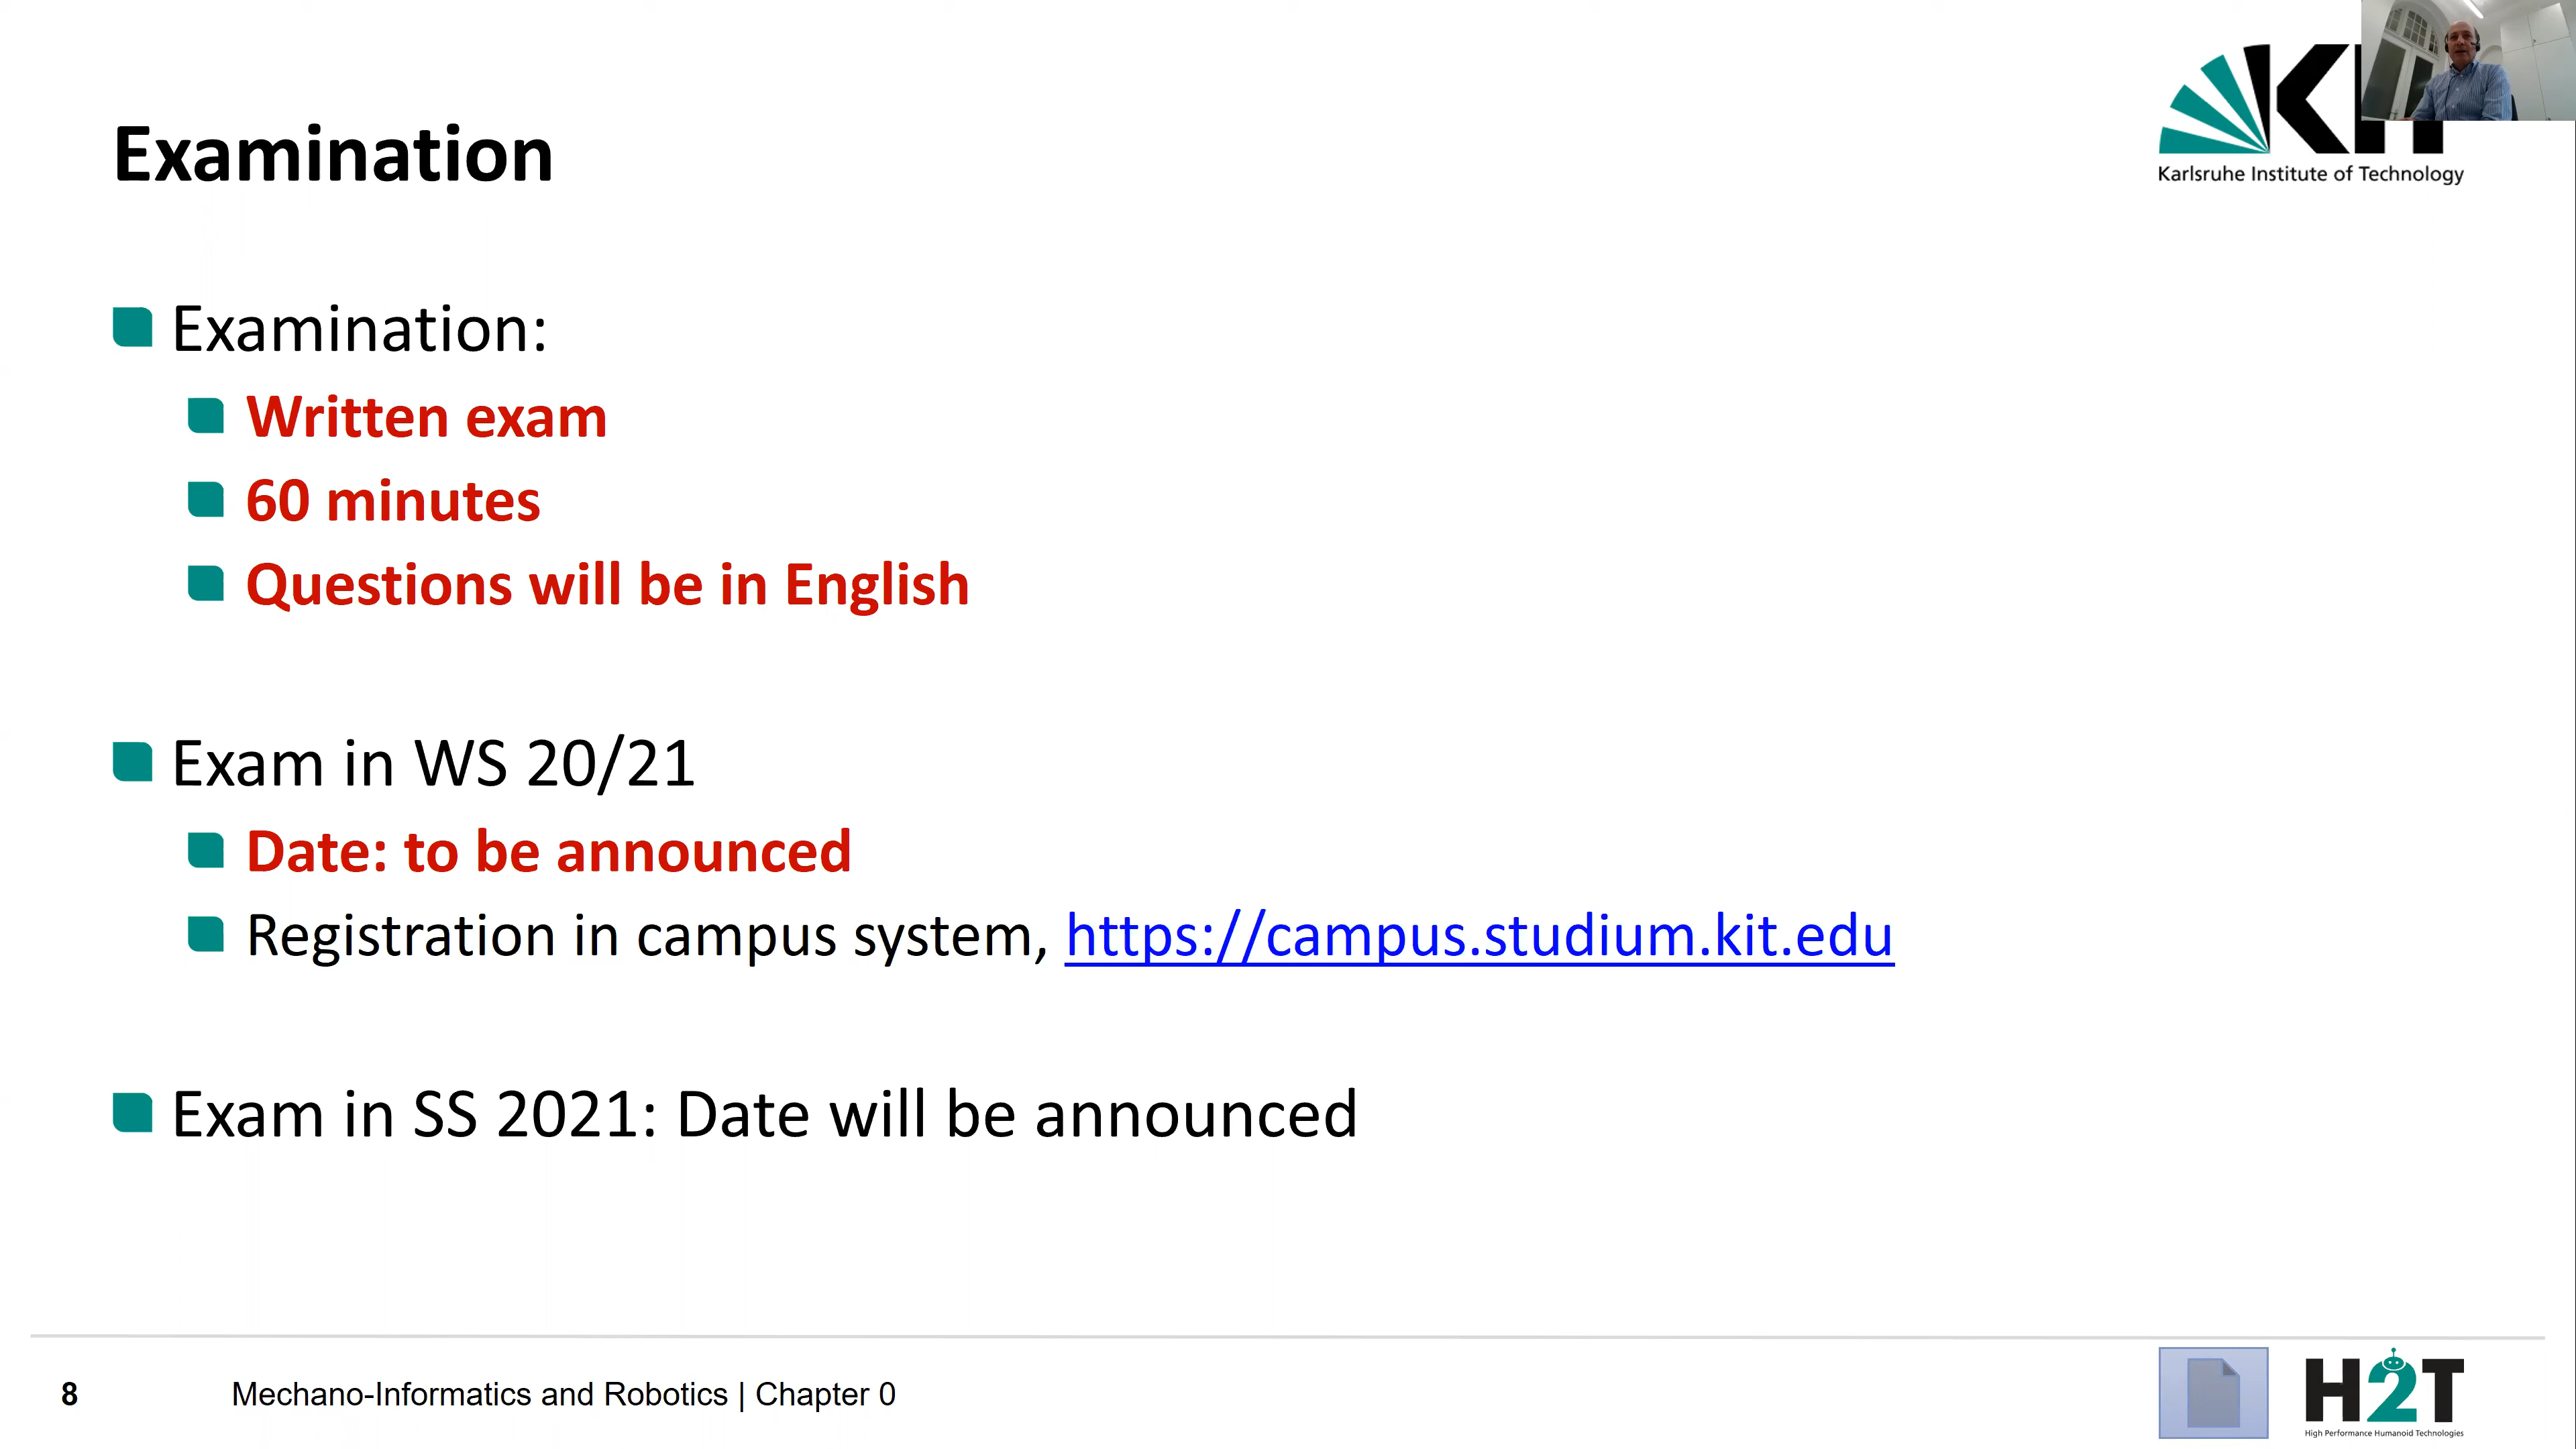 Examination
Karlsruhe Institute of Technology
Examination:
Written exam
60 minutes
Questions will be in English
Exam in WS 20/21
Date: to be announced
Registration in campus system, https://campus.studium.kit.edu
Exam in SS 2021: Date will be announced
8 Mechano-Informatics and Robotics | Chapter 0
H2T
High Performance Humanoid Technologies